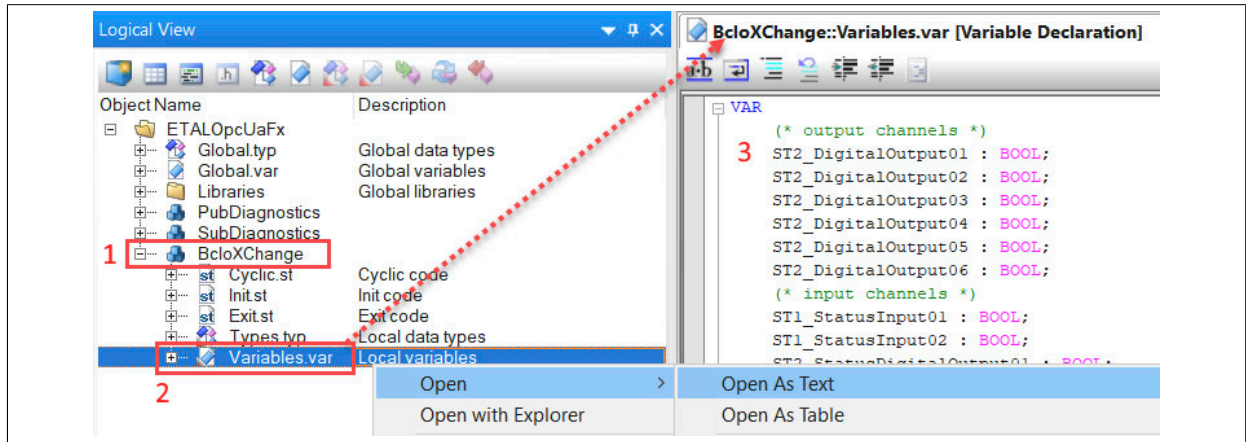 Logical View
Object Name Description
ETALOpcUaFx
Global.typ Global data types
Global.var Global variables
Libraries Global libraries
PubDiagnostics
SubDiagnostics
1 BcIoXChange
Cyclic.st Cyclic code
Init.st Init code
Exit.st Exit code
Types.typ Local data types
Variables.var Local variables
2
Open
Open with Explorer
BcIoXChange::Variables.var [Variable Declaration]
VAR
(* output channels *)
3 ST2_DigitalOutput01 : BOOL;
ST2_DigitalOutput02 : BOOL;
ST2_DigitalOutput03 : BOOL;
ST2_DigitalOutput04 : BOOL;
ST2_DigitalOutput05 : BOOL;
ST2_DigitalOutput06 : BOOL;
(* input channels *)
ST1_StatusInput01 : BOOL;
ST1_StatusInput02 : BOOL;
ST2_StatusDigitalOutput01 : BOOL;
Open As Text
Open As Table